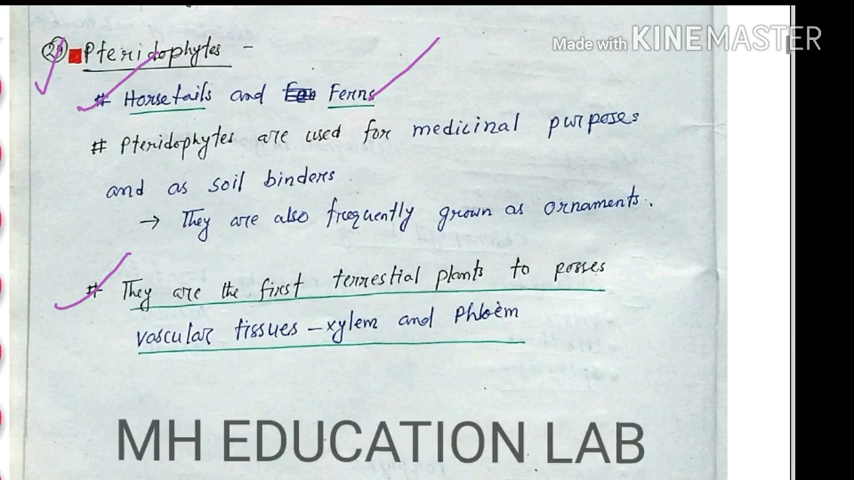 Made with KINEMASTER
20 Pteridophytes -
# Horsetails and Ferns
# Pteridophytes are used for medicinal purposes
and as soil binders
→ They are also frequently grown as ornaments.
# They are the first terrestial plants to posses
vascular tissues - xylem and phloem
MH EDUCATION LAB